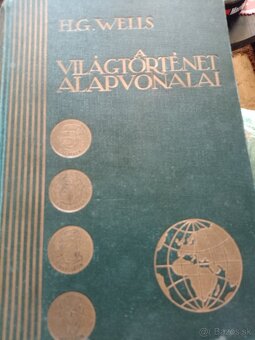 H.G. WELLS
A
VILÁGTÖRTÉNET
ALAPVONALAI
© Bazos.sk